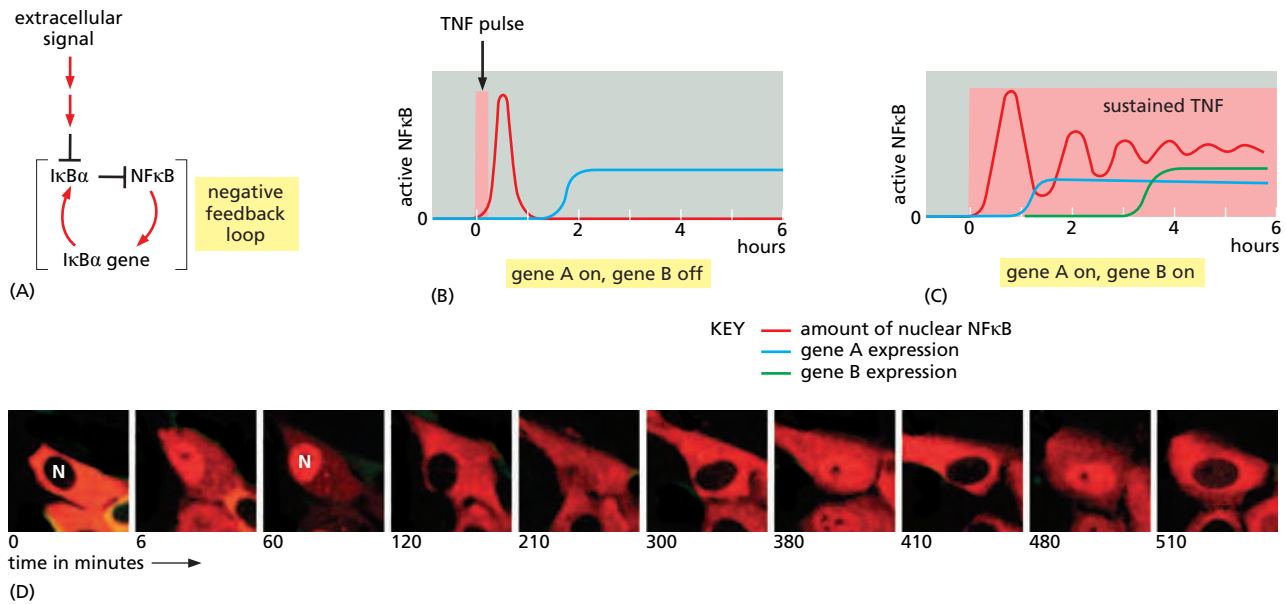 extracellular
signal
IκBα
NFκB
IκBα gene
negative
feedback
loop
(A)
TNF pulse
active NFκB
0
0 2 4 6
hours
gene A on, gene B off
(B)
sustained TNF
active NFκB
0
0 2 4 6
hours
gene A on, gene B on
(C)
KEY
amount of nuclear NFκB
gene A expression
gene B expression
N
N
0 6 60 120 210 300 380 410 480 510
time in minutes
(D)